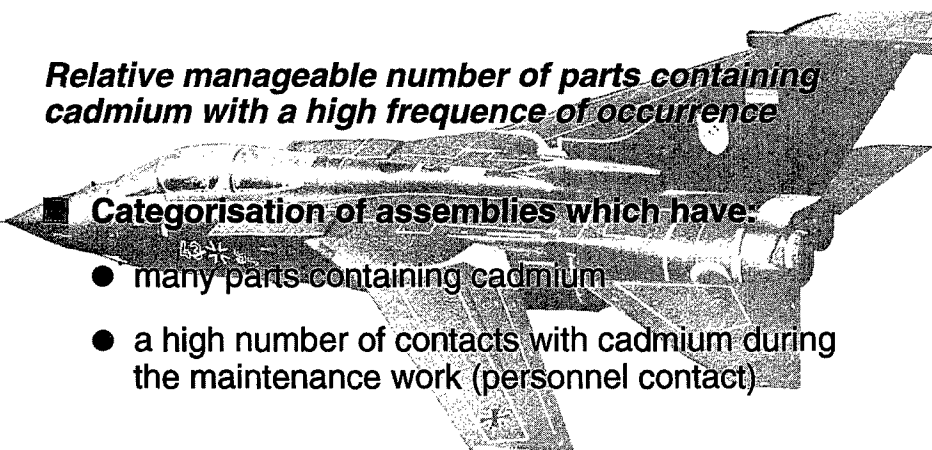 Relative manageable number of parts containing
cadmium with a high frequence of occurrence
■ Categorisation of assemblies which have:
● many parts containing cadmium
● a high number of contacts with cadmium during
the maintenance work (personnel contact)